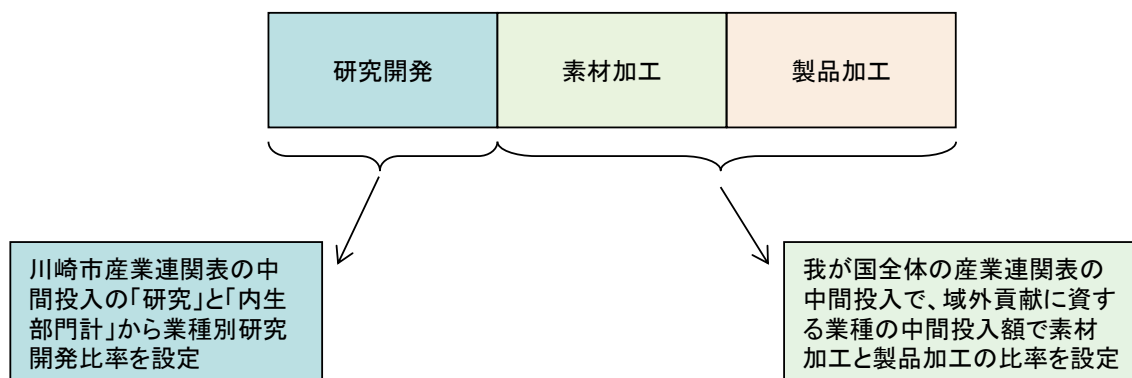 研究開発
素材加工
製品加工
川崎市産業連関表の中
間投入の「研究」と「内生
部門計」から業種別研究
開発比率を設定
我が国全体の産業連関表の
中間投入で、域外貢献に資す
る業種の中間投入額で素材
加工と製品加工の比率を設定